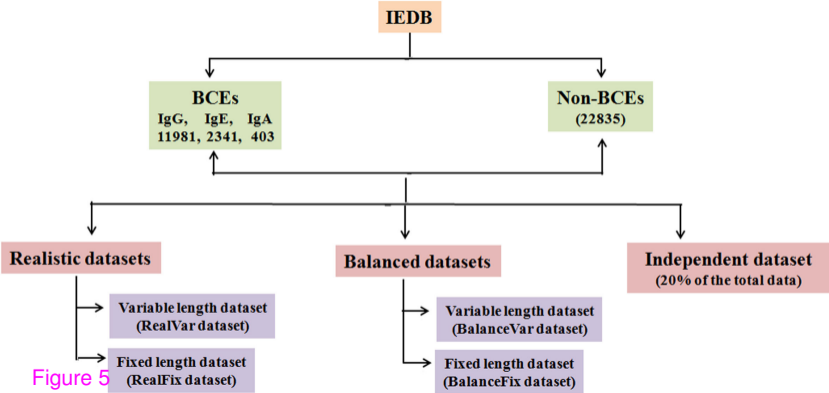 IEDB
BCEs
IgG, IgE, IgA
11981, 2341, 403
Non-BCEs
(22835)
Realistic datasets
Variable length dataset
(RealVar dataset)
Fixed length dataset
(RealFix dataset)
Balanced datasets
Variable length dataset
(BalanceVar dataset)
Fixed length dataset
(BalanceFix dataset)
Independent dataset
(20% of the total data)
Figure 5